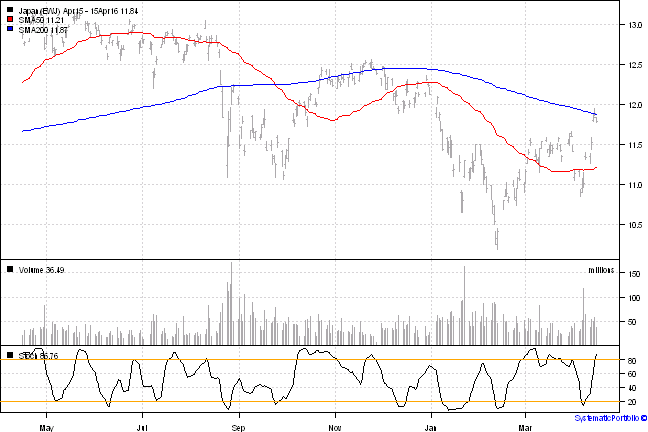 Japan (EWJ) Apr15 - 15Apr16 11.84
SMA50 11.21
SMA200 11.87
13.0
12.5
12.0
11.5
11.0
10.5
Volume 36.49
millions
150
100
50
86.76
80
60
40
20
May
Jul
Sep
Nov
Jan
Mar
SystematicPortfolio ©